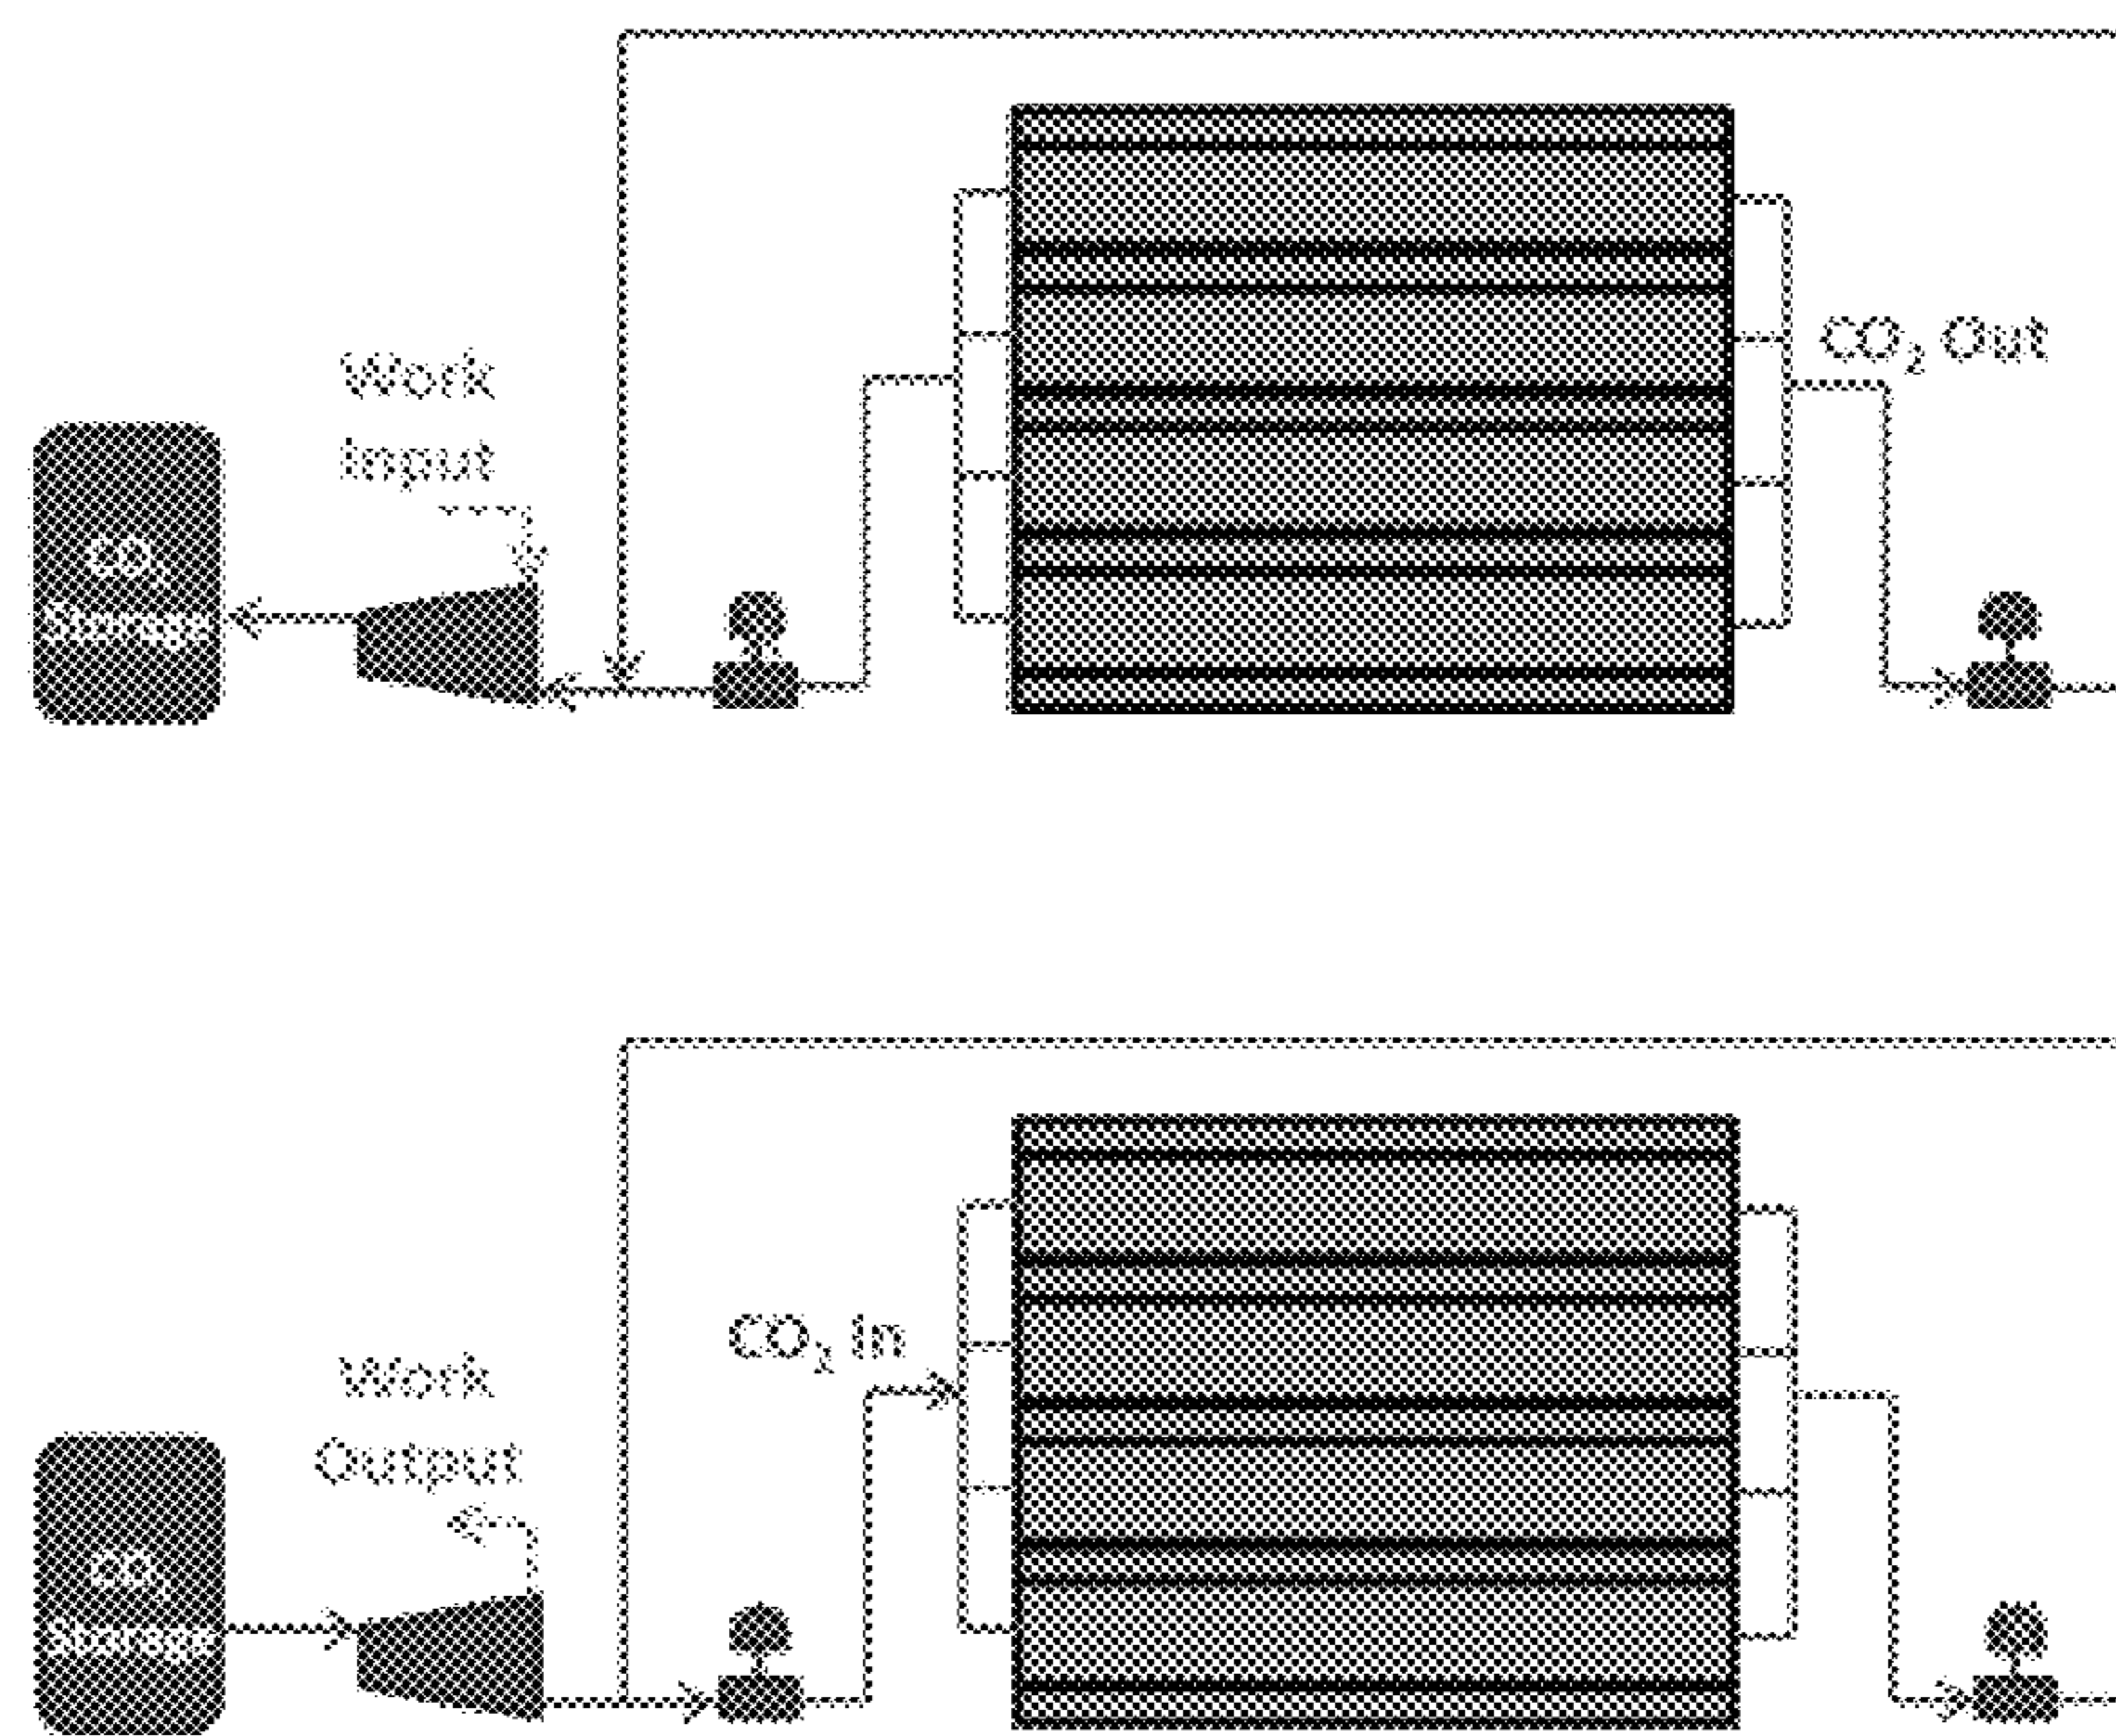 CO₂ Out
Work
Input
CO₂
Storage
CO₂ In
Work
Output
CO₂
Storage